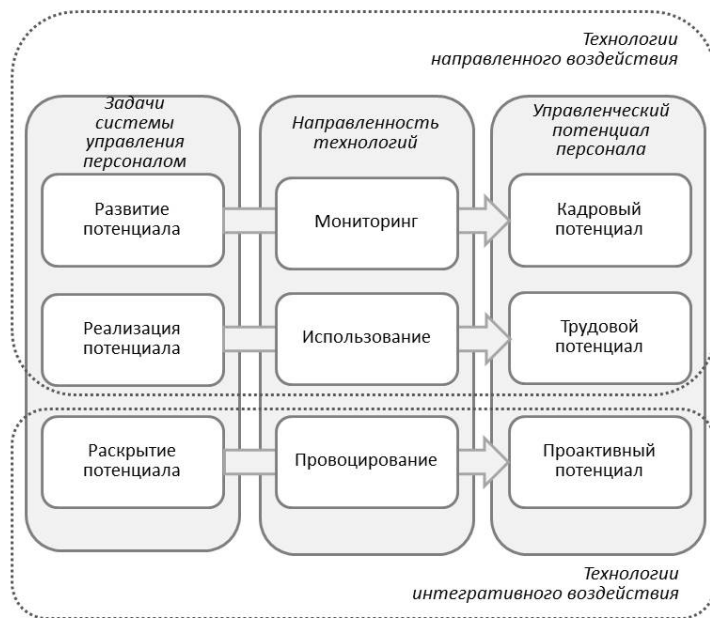 Технологии
направленного воздействия
Задачи
системы
управления
персоналом
Направленность
технологий
Управленческий
потенциал
персонала
Развитие
потенциала
Мониторинг
Кадровый
потенциал
Реализация
потенциала
Использование
Трудовой
потенциал
Раскрытие
потенциала
Провоцирование
Проактивный
потенциал
Технологии
интегративного воздействия